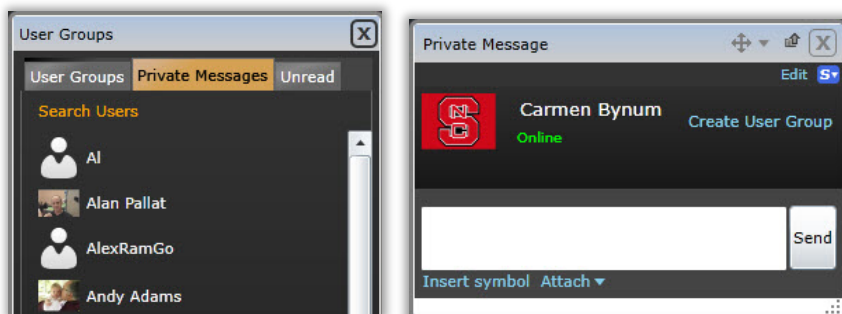 User Groups
X
User Groups Private Messages Unread
Search Users
Al
Alan Pallat
AlexRamGo
Andy Adams
Private Message
X
Edit S
NC
S
Carmen Bynum
Online
Create User Group
Send
Insert symbol Attach